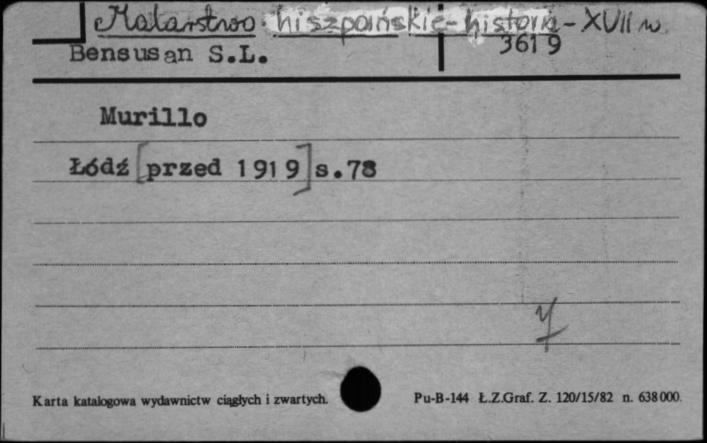 Malarstwo hiszpańskie - historia - XVII w.
3619
Bensusan S.L.
Murillo
Łódź [przed 1919] s.78
Karta katalogowa wydawnictw ciągłych i zwartych.
Pu-B-144 Ł.Z.Graf. Z. 120/15/82 n. 638000.